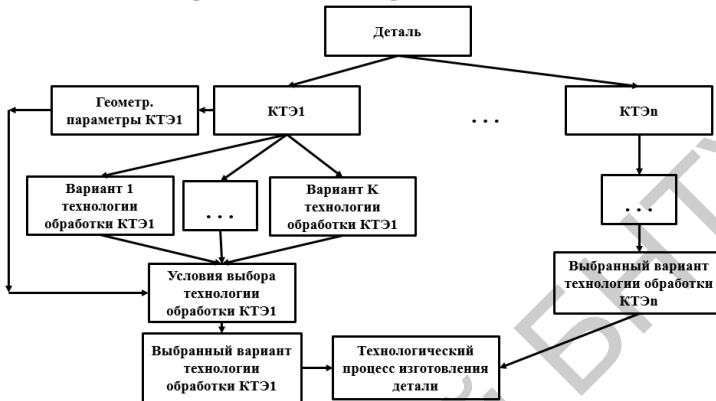 Деталь
Геометр.
параметры КТЭ1
КТЭ1
. . .
КТЭn
Вариант 1
технологии
обработки КТЭ1
. . .
Вариант K
технологии
обработки КТЭ1
. . .
Условия выбора
технологии
обработки КТЭ1
Выбранный вариант
технологии обработки
КТЭn
Выбранный вариант
технологии
обработки КТЭ1
Технологический
процесс изготовления
детали
БНТУ